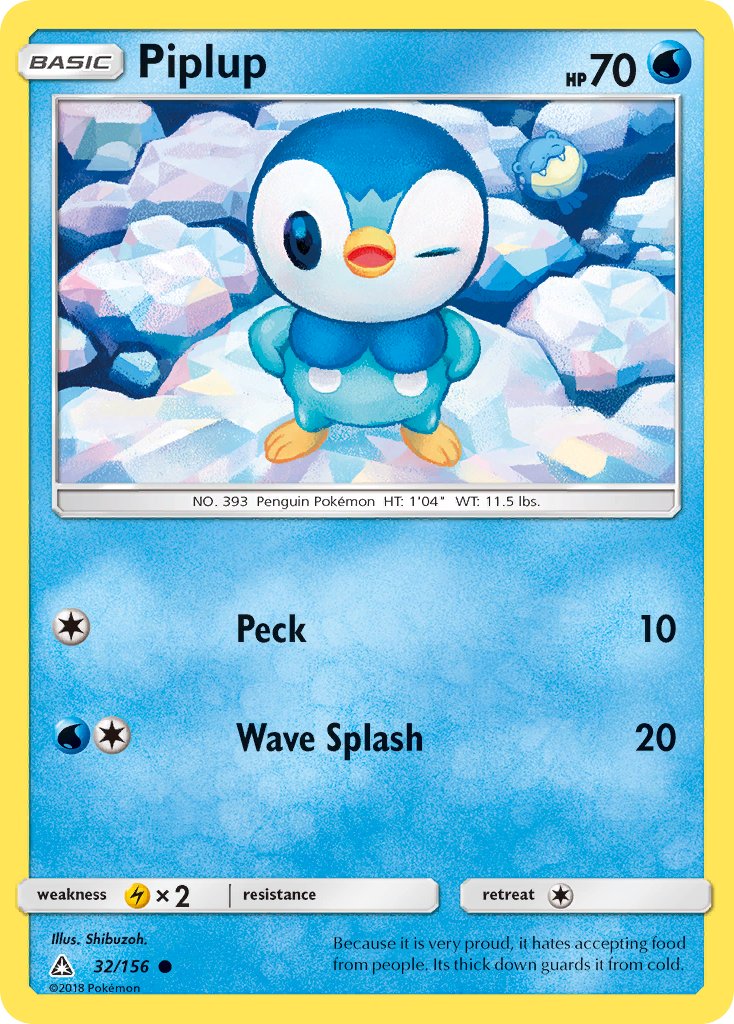 BASIC Piplup HP 70
NO. 393 Penguin Pokémon HT: 1'04" WT: 11.5 lbs.
Peck 10
Wave Splash 20
weakness × 2 resistance retreat
Illus. Shibuzoh.
32/156
©2018 Pokémon
Because it is very proud, it hates accepting food
from people. Its thick down guards it from cold.